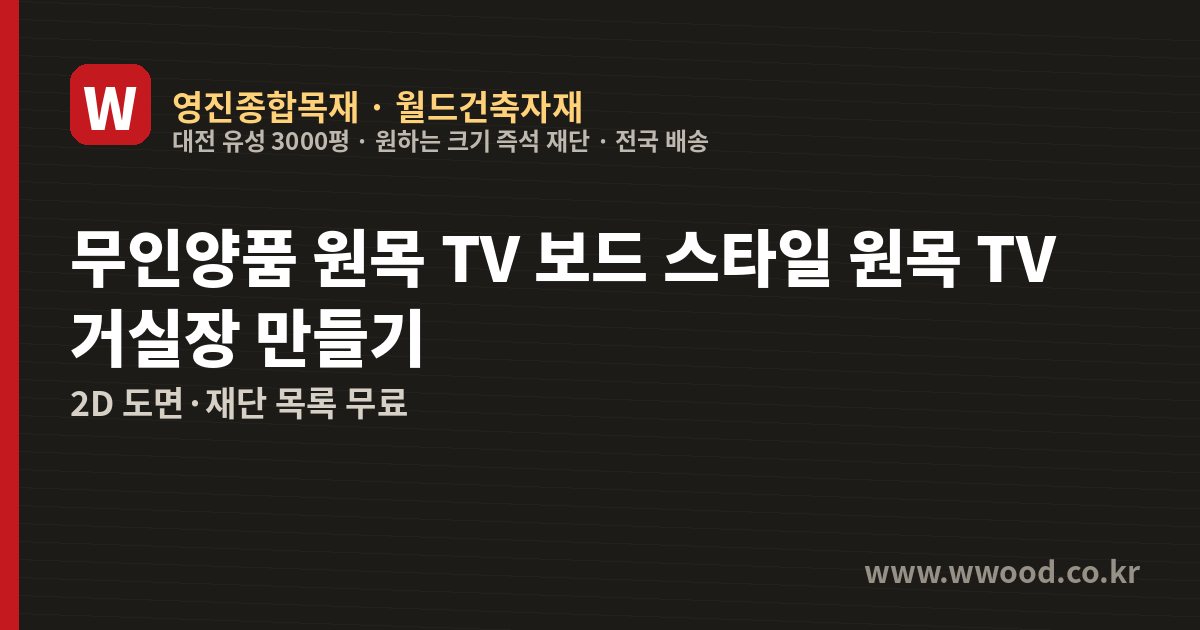 W
영진종합목재 · 월드건축자재
대전 유성 3000평 · 원하는 크기 즉석 재단 · 전국 배송
무인양품 원목 TV 보드 스타일 원목 TV
거실장 만들기
2D 도면·재단 목록 무료
www.wwood.co.kr